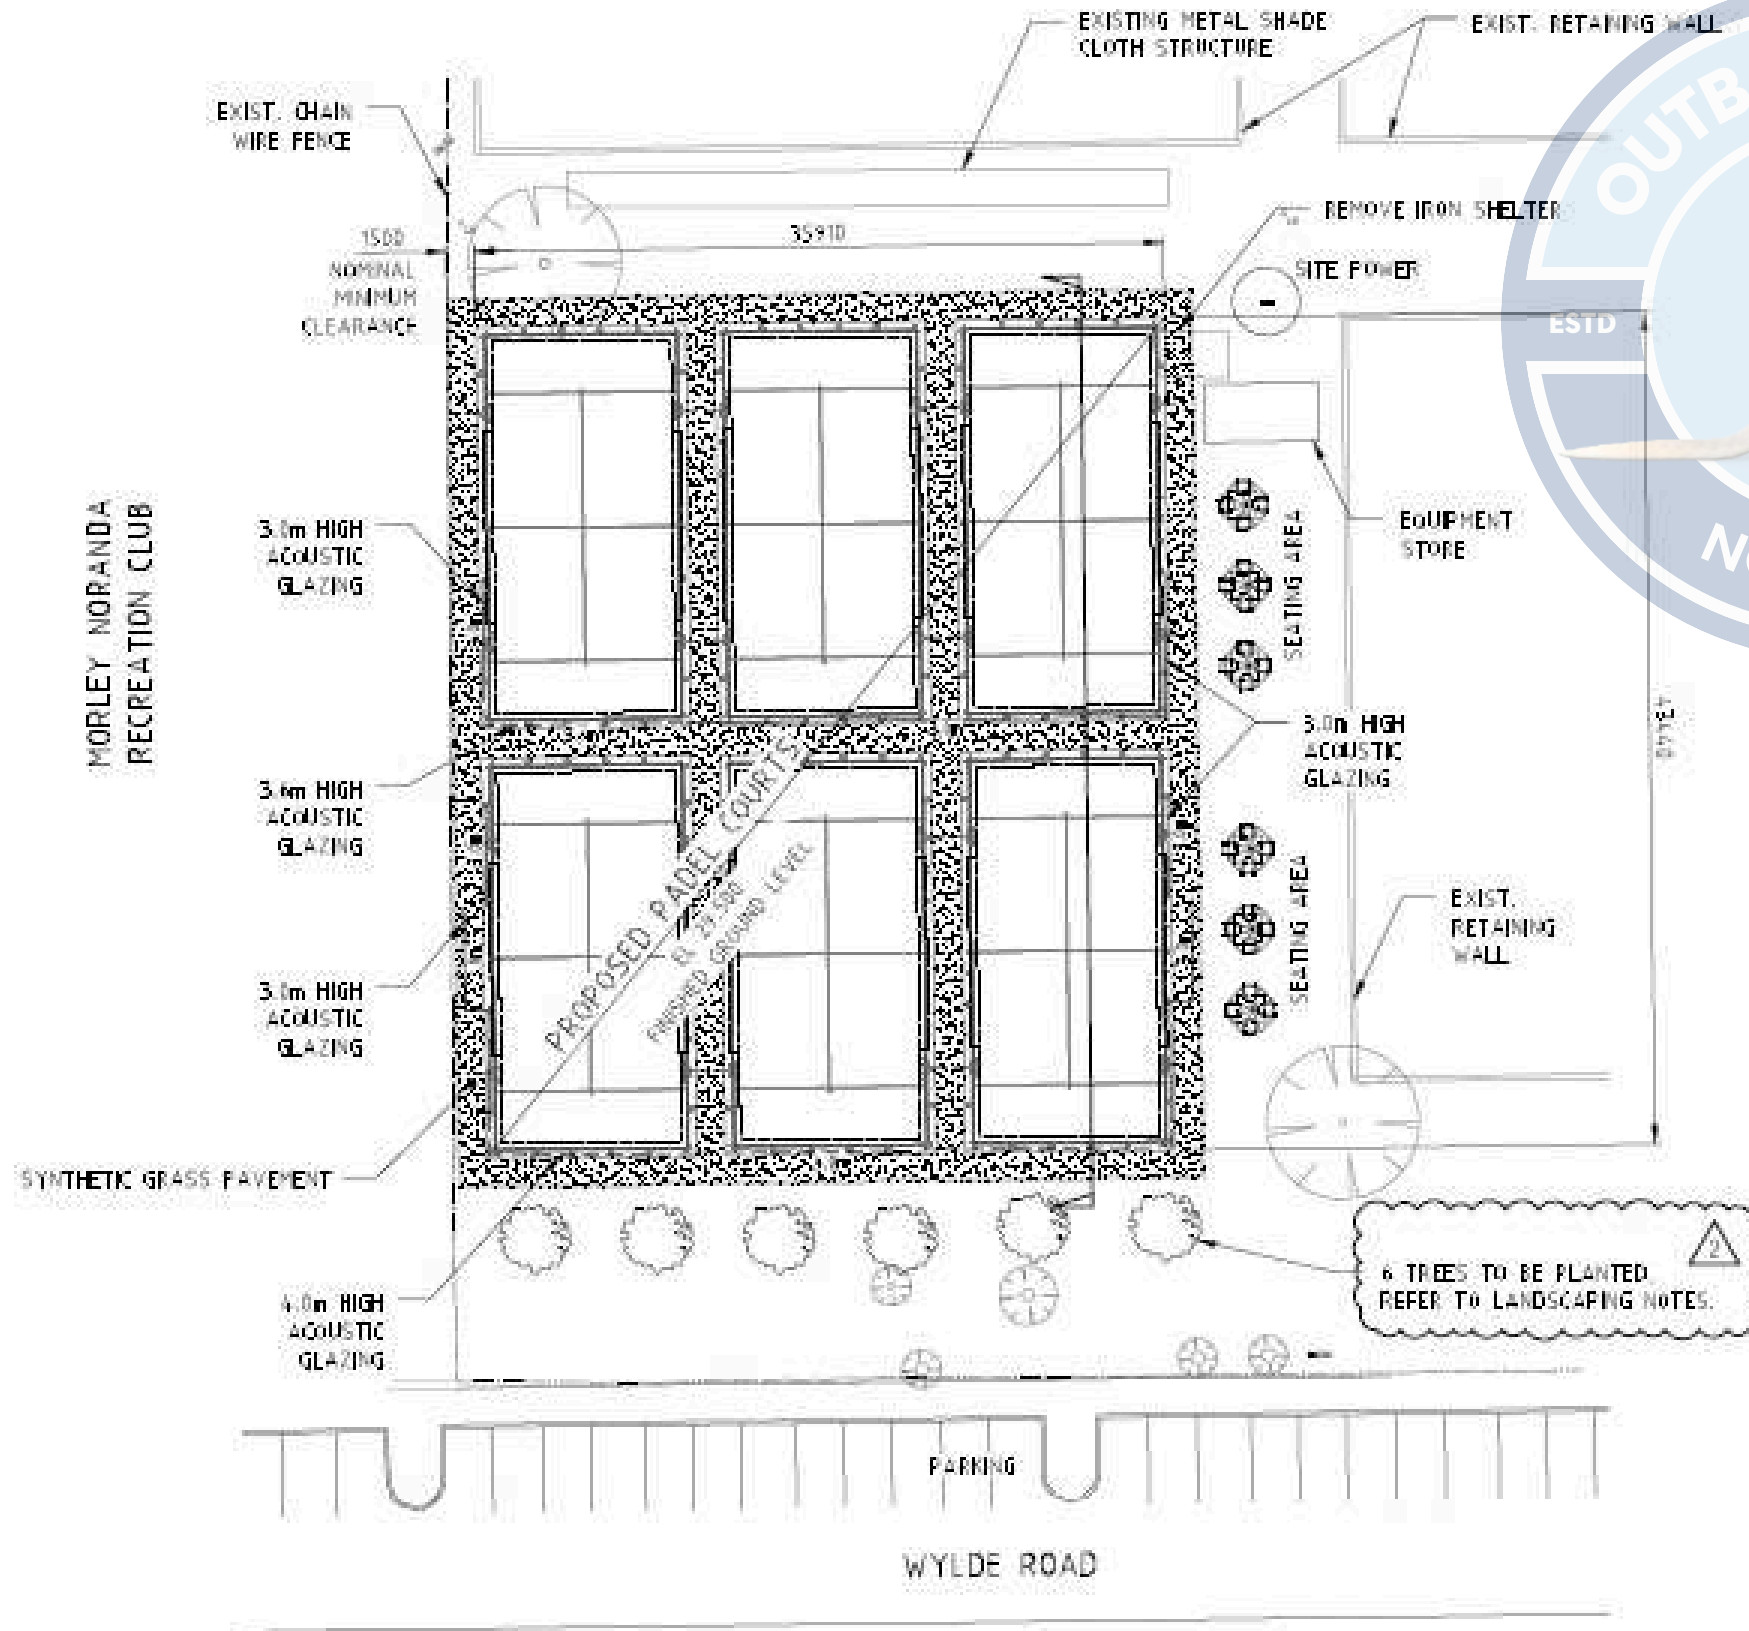 EXISTING METAL SHADE
CLOTH STRUCTURE
EXIST. RETAINING WALL
EXIST. CHAIN
WIRE FENCE
REMOVE IRON SHELTER
SITE POWER
35910
1500
NOMINAL
MINIMUM
CLEARANCE
OUTB
ESTD
NO
MORLEY NORANDA
RECREATION CLUB
3.0m HIGH
ACOUSTIC
GLAZING
SEATING AREA
EQUIPMENT
STORE
3.0m HIGH
ACOUSTIC
GLAZING
HIGH
ACOUSTIC
GLAZING
PROPOSED PADEL COURTS
29.500
FINISHED GROUND LEVEL
SEATING AREA
EXIST.
RETAINING
WALL
3.0m HIGH
ACOUSTIC
GLAZING
SYNTHETIC GRASS PAVEMENT
2
6 TREES TO BE PLANTED
REFER TO LANDSCAPING NOTES.
4.0m HIGH
ACOUSTIC
GLAZING
PARKING
WYLDE ROAD